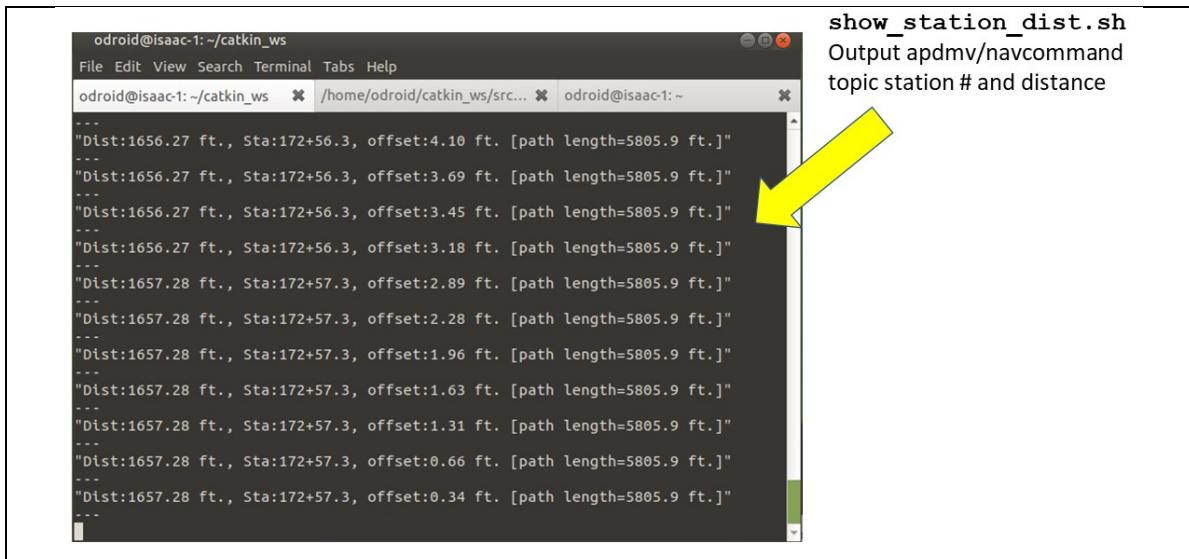 odroid@isaac-1: ~/catkin_ws
File Edit View Search Terminal Tabs Help
odroid@isaac-1: ~/catkin_ws /home/odroid/catkin_ws/src... odroid@isaac-1: ~
---
"Dist:1656.27 ft., Sta:172+56.3, offset:4.10 ft. [path length=5805.9 ft.]"
---
"Dist:1656.27 ft., Sta:172+56.3, offset:3.69 ft. [path length=5805.9 ft.]"
---
"Dist:1656.27 ft., Sta:172+56.3, offset:3.45 ft. [path length=5805.9 ft.]"
---
"Dist:1656.27 ft., Sta:172+56.3, offset:3.18 ft. [path length=5805.9 ft.]"
---
"Dist:1657.28 ft., Sta:172+57.3, offset:2.89 ft. [path length=5805.9 ft.]"
---
"Dist:1657.28 ft., Sta:172+57.3, offset:2.28 ft. [path length=5805.9 ft.]"
---
"Dist:1657.28 ft., Sta:172+57.3, offset:1.96 ft. [path length=5805.9 ft.]"
---
"Dist:1657.28 ft., Sta:172+57.3, offset:1.63 ft. [path length=5805.9 ft.]"
---
"Dist:1657.28 ft., Sta:172+57.3, offset:1.31 ft. [path length=5805.9 ft.]"
---
"Dist:1657.28 ft., Sta:172+57.3, offset:0.66 ft. [path length=5805.9 ft.]"
---
"Dist:1657.28 ft., Sta:172+57.3, offset:0.34 ft. [path length=5805.9 ft.]"
---
show_station_dist.sh
Output apdmv/navcommand
topic station # and distance